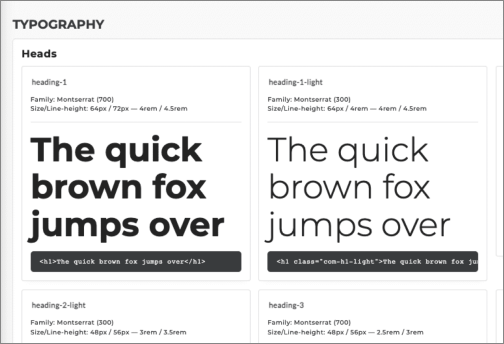 TYPOGRAPHY
Heads
heading-1
Family: Montserrat (700)
Size/Line-height: 64px / 72px — 4rem / 4.5rem
The quick
brown fox
jumps over
<h1>The quick brown fox jumps over</h1>
heading-1-light
Family: Montserrat (300)
Size/Line-height: 64px / 4rem — 4rem / 4.5rem
The quick
brown fox
jumps over
<h1 class="com-h1-light">The quick brown fox
heading-2-light
Family: Montserrat (300)
Size/Line-height: 48px / 56px — 3rem / 3.5rem
heading-3
Family: Montserrat (700)
Size/Line-height: 48px / 56px — 2.5rem / 3rem